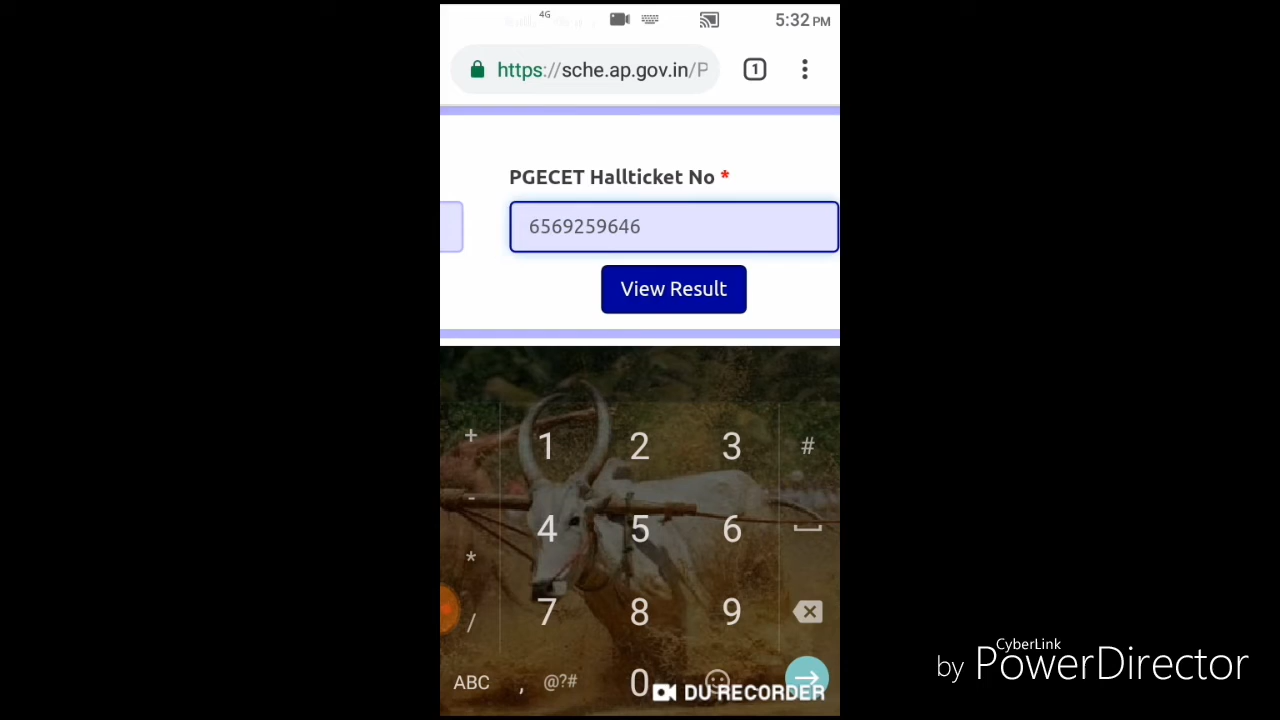 4G
5:32 PM
https://sche.ap.gov.in/P
1
PGECET Hallticket No *
6569259646
View Result
+ 1 2 3 #
- 4 5 6
* 7 8 9
/
ABC , @?# 0
DU RECORDER
CyberLink
by PowerDirector